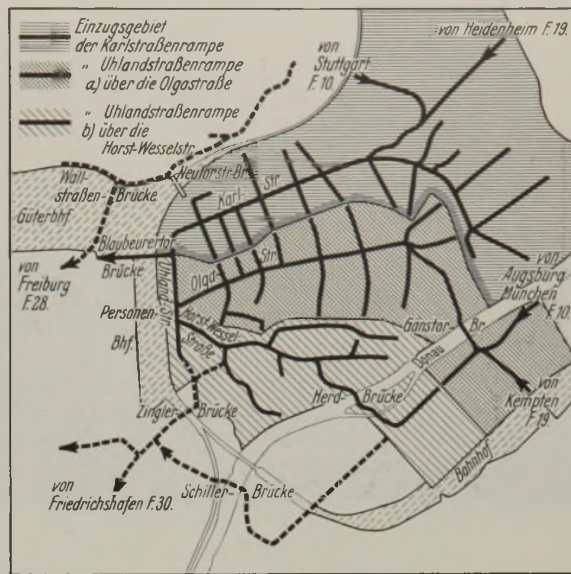 Einzugsgebiet
der Karlstraßenrampe
„ Uhlandstraßenrampe
a) über die Olgastraße
„ Uhlandstraßenrampe
b) über die
Horst-Wesselstr.
von Heidenheim F. 19.
von
Stuttgart
F. 10.
Neutorstr-Br.
Wall-
straßen-Brücke
Güterbhf.
Karl-Str
Blaubeurertor
Brücke
von
Freiburg
F. 28.
Uhland-Str.
Olga-Str
Personen
Bhf.
Horst-Wessel-
Straße
Gänstor-Br.
von
Augsburg
München
F. 10.
Donau
Herd-Brücke
von
Kempten
F. 19.
Zingler-Brücke
Bahnhof
von
Friedrichshafen F. 30.
Schiller-Brücke